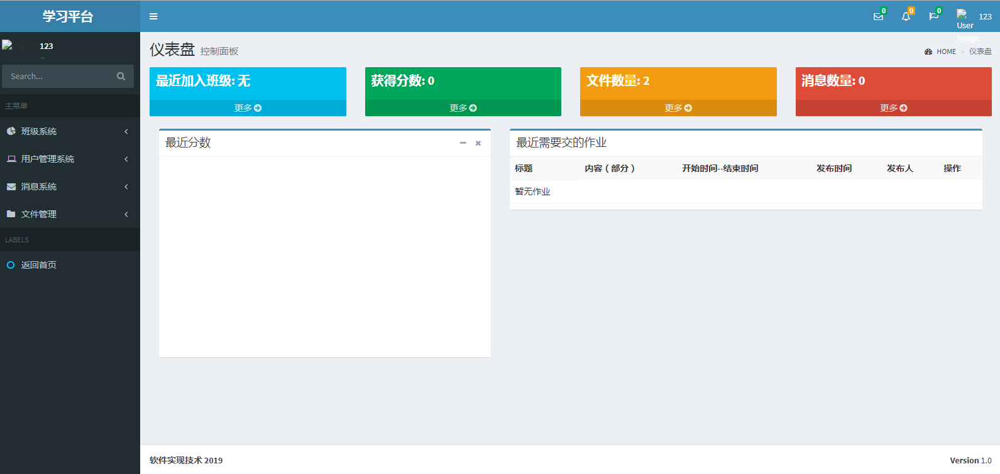 学习平台
0
0
0
User Image
123
123
仪表盘 控制面板
HOME > 仪表盘
Search...
最近加入班级: 无
获得分数: 0
文件数量: 2
消息数量: 0
更多
更多
更多
更多
主菜单
班级系统
用户管理系统
消息系统
文件管理
LABELS
返回首页
最近分数
最近需要交的作业
标题 内容（部分） 开始时间--结束时间 发布时间 发布人 操作
暂无作业
软件实现技术 2019
Version 1.0